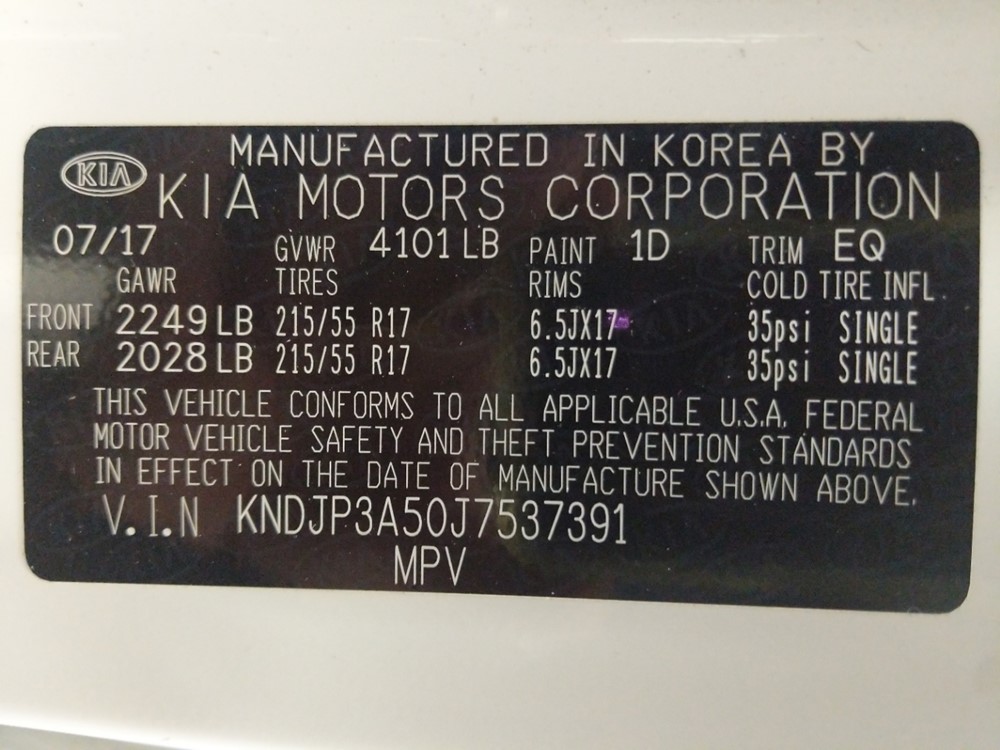 KIA MANUFACTURED IN KOREA BY
KIA MOTORS CORPORATION
07/17 GVWR 4101 LB PAINT 1D TRIM EQ
GAWR TIRES RIMS COLD TIRE INFL.
FRONT 2249 LB 215/55 R17 6.5JX17 35psi SINGLE
REAR 2028 LB 215/55 R17 6.5JX17 35psi SINGLE
THIS VEHICLE CONFORMS TO ALL APPLICABLE U.S.A. FEDERAL
MOTOR VEHICLE SAFETY AND THEFT PREVENTION STANDARDS
IN EFFECT ON THE DATE OF MANUFACTURE SHOWN ABOVE.
V.I.N KNDJP3A50J7537391
MPV